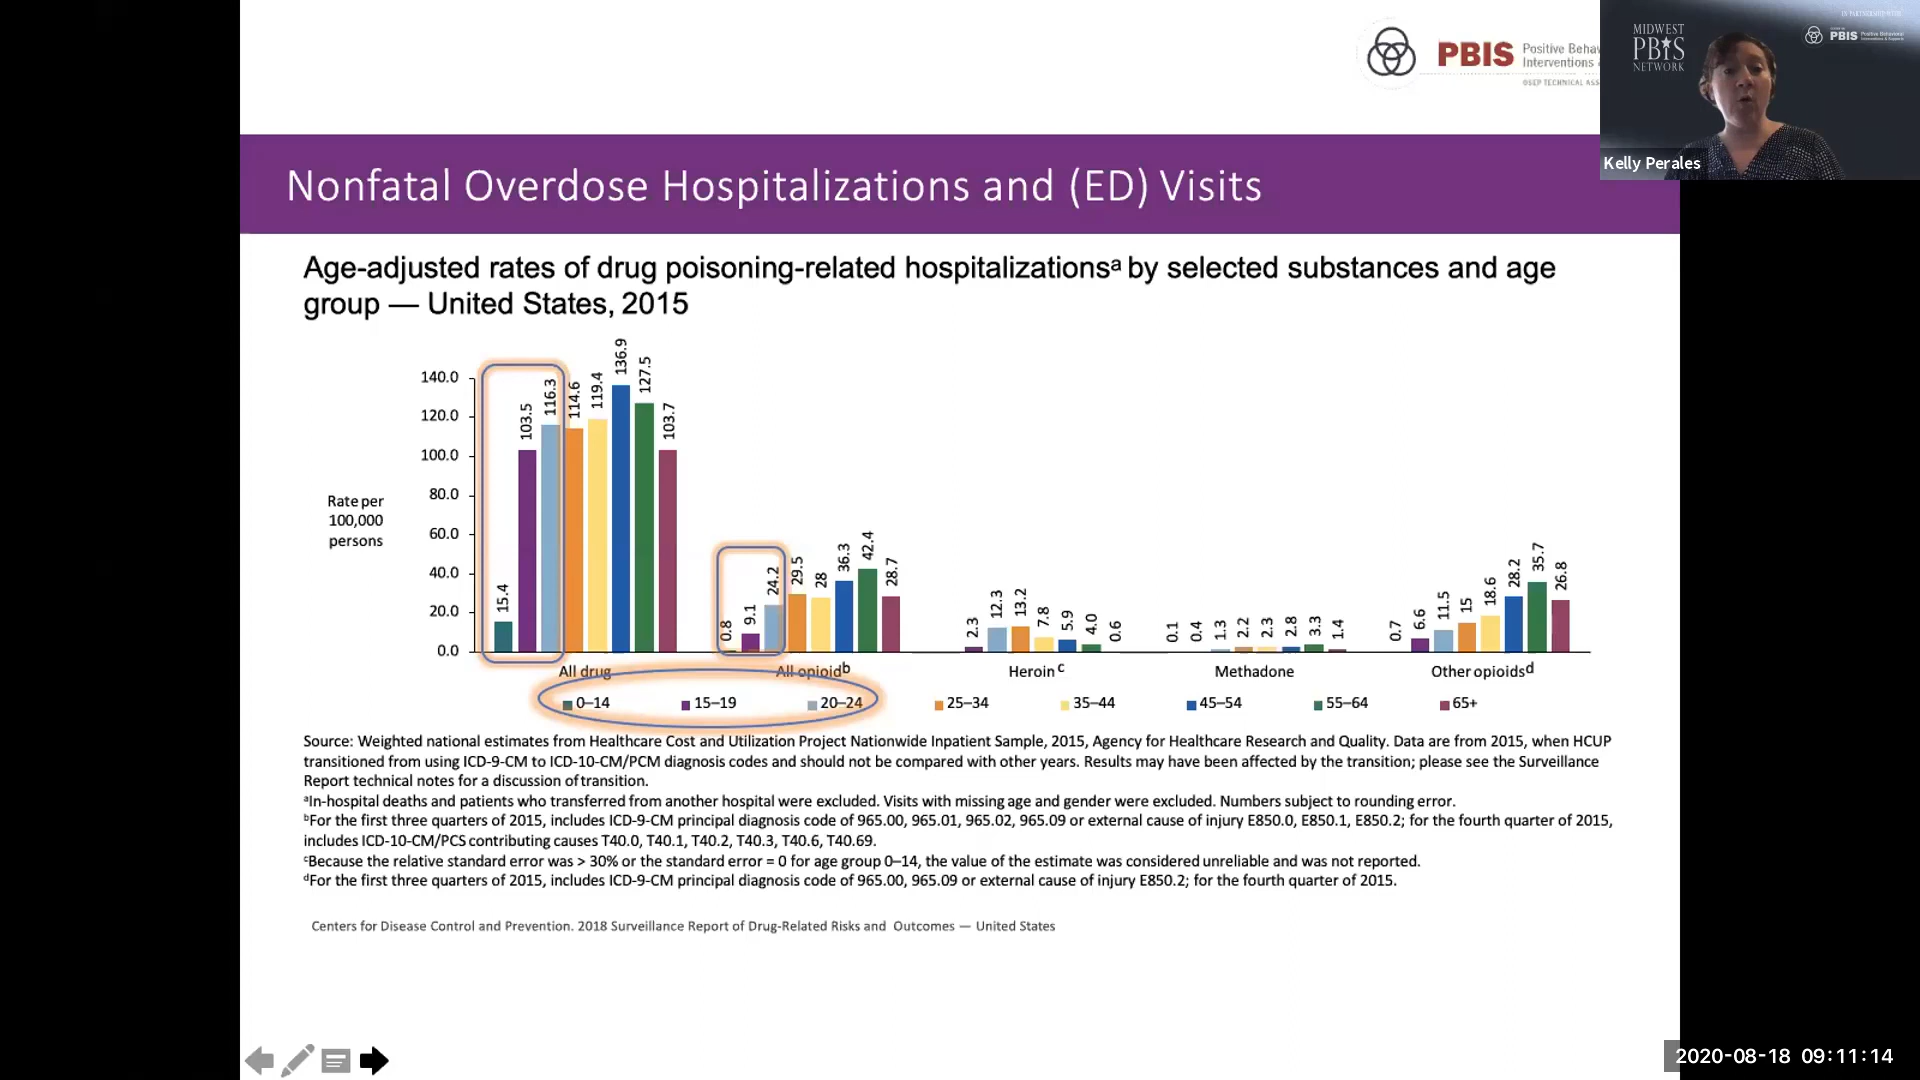 PBIS
Positive Behav
Interventions
OSEP TECHNICAL ASS
MIDWEST
PBIS
NETWORK
PBIS
Kelly Perales
Nonfatal Overdose Hospitalizations and (ED) Visits
Age-adjusted rates of drug poisoning-related hospitalizationsᵃ by selected substances and age
group — United States, 2015
Rate per
100,000
persons
140.0
120.0
100.0
80.0
60.0
40.0
20.0
0.0
15.4 103.5 116.3 114.6 119.4 136.9 127.5 103.7
0.8 9.1 24.2 29.5 28 36.3 42.4 28.7
2.3 12.3 13.2 7.8 5.9 4.0 0.6
0.1 0.4 1.3 2.2 2.3 2.8 3.3 1.4
0.7 6.6 11.5 15 18.6 28.2 35.7 26.8
All drug All opioidᵇ Heroin ᶜ Methadone Other opioidsᵈ
0–14 15–19 20–24 25–34 35–44 45–54 55–64 65+
Source: Weighted national estimates from Healthcare Cost and Utilization Project Nationwide Inpatient Sample, 2015, Agency for Healthcare Research and Quality. Data are from 2015, when HCUP
transitioned from using ICD-9-CM to ICD-10-CM/PCM diagnosis codes and should not be compared with other years. Results may have been affected by the transition; please see the Surveillance
Report technical notes for a discussion of transition.
ᵃIn-hospital deaths and patients who transferred from another hospital were excluded. Visits with missing age and gender were excluded. Numbers subject to rounding error.
ᵇFor the first three quarters of 2015, includes ICD-9-CM principal diagnosis code of 965.00, 965.01, 965.02, 965.09 or external cause of injury E850.0, E850.1, E850.2; for the fourth quarter of 2015,
includes ICD-10-CM/PCS contributing causes T40.0, T40.1, T40.2, T40.3, T40.6, T40.69.
ᶜBecause the relative standard error was > 30% or the standard error = 0 for age group 0–14, the value of the estimate was considered unreliable and was not reported.
ᵈFor the first three quarters of 2015, includes ICD-9-CM principal diagnosis code of 965.00, 965.09 or external cause of injury E850.2; for the fourth quarter of 2015.
Centers for Disease Control and Prevention. 2018 Surveillance Report of Drug-Related Risks and Outcomes — United States
2020-08-18 09:11:14